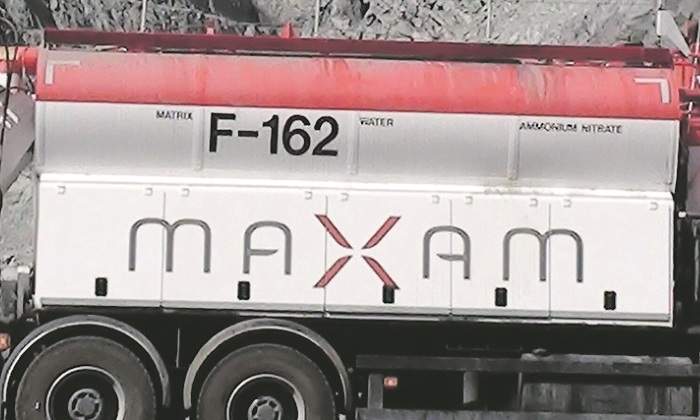 MATRIX F-162 WATER AMMONIUM NITRATE
MAXAM